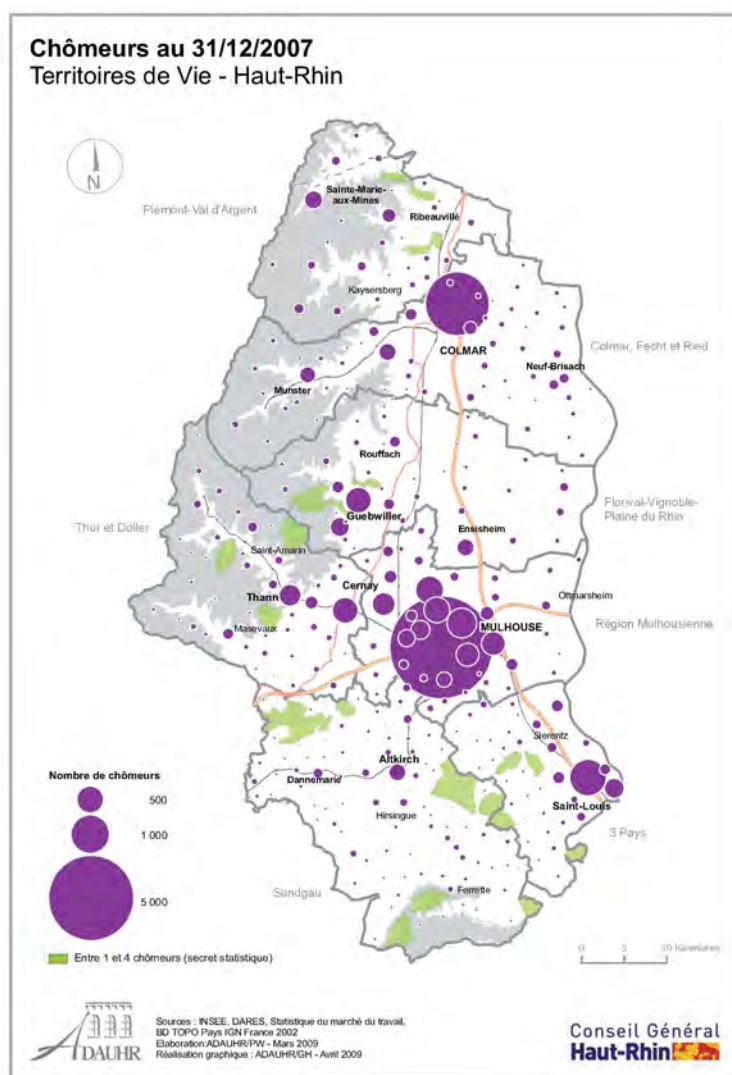 Chômeurs au 31/12/2007
Territoires de Vie - Haut-Rhin
N
Piémont-Val d'Argent
Sainte-Marie-
aux-Mines
Ribeauvillé
Kaysersberg
COLMAR
Colmar, Fecht et Ried
Munster
Neuf-Brisach
Rouffach
Guebwiller
Florival-Vignoble-
Plaine du Rhin
Ensisheim
Thur et Doller
Saint-Amarin
Thann
Cernay
Ottmarsheim
Masevaux
MULHOUSE
Région Mulhousienne
Sierentz
Altkirch
Dannemarie
Saint-Louis
Hirsingue
3 Pays
Sundgau
Ferrette
Nombre de chômeurs
500
1 000
5 000
Entre 1 et 4 chômeurs (secret statistique)
0 5 10 Kilomètres
ADAUHR
Sources : INSEE, DARES, Statistique du marché du travail,
BD TOPO Pays IGN France 2002
Elaboration:ADAUHR/PW - Mars 2009
Réalisation graphique : ADAUHR/GH - Avril 2009
Conseil Général
Haut-Rhin